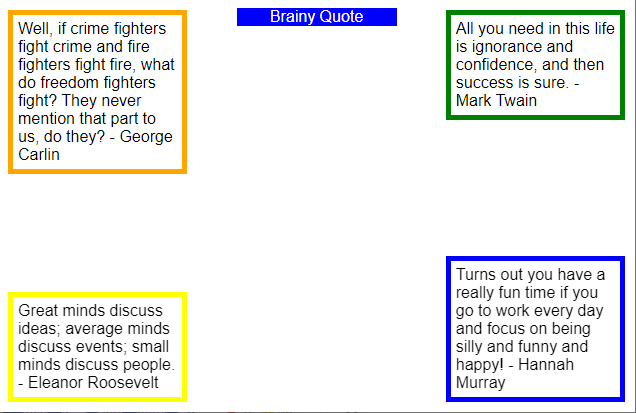 Brainy Quote
Well, if crime fighters
fight crime and fire
fighters fight fire, what
do freedom fighters
fight? They never
mention that part to
us, do they? - George
Carlin
All you need in this life
is ignorance and
confidence, and then
success is sure. -
Mark Twain
Great minds discuss
ideas; average minds
discuss events; small
minds discuss people.
- Eleanor Roosevelt
Turns out you have a
really fun time if you
go to work every day
and focus on being
silly and funny and
happy! - Hannah
Murray